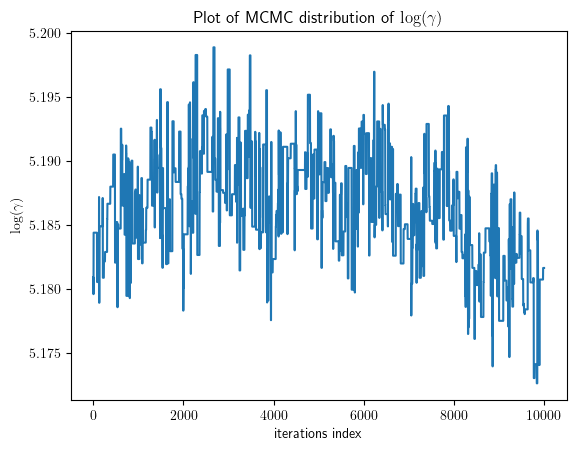 Plot of MCMC distribution of log(γ)
5.200
5.195
5.190
5.185
5.180
5.175
log(γ)
0 2000 4000 6000 8000 10000
iterations index